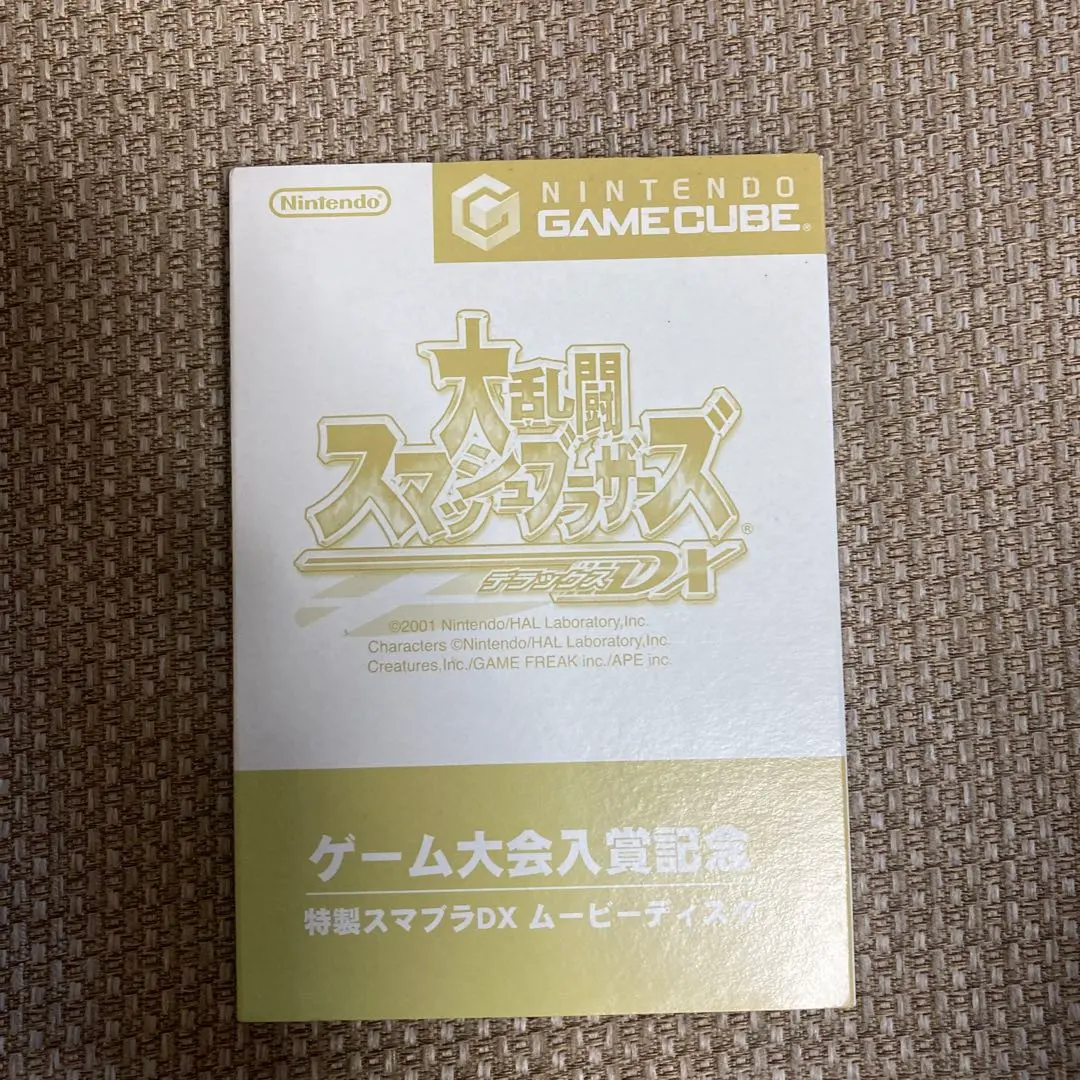 Nintendo®
NINTENDO
GAMECUBE®
大乱闘
スマッシュブラザーズ®
デラックスDX
©2001 Nintendo/HAL Laboratory,Inc.
Characters ©Nintendo/HAL Laboratory,Inc.
Creatures,Inc./GAME FREAK inc./APE inc.
ゲーム大会入賞記念
特製スマブラDX ムービーディスク